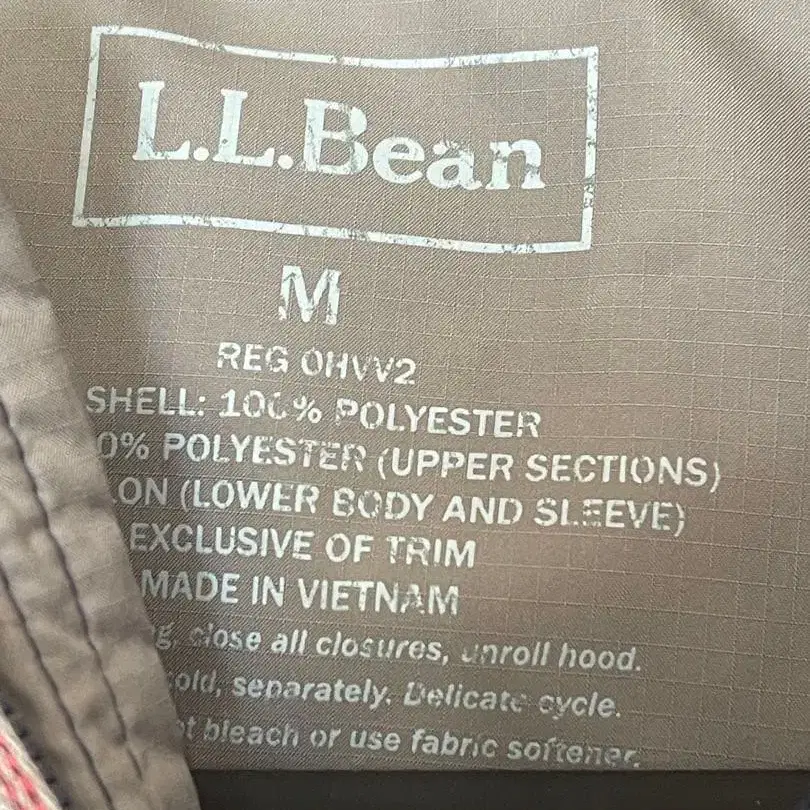 L.L.Bean
M
REG 0HVV2
SHELL: 100% POLYESTER
0% POLYESTER (UPPER SECTIONS)
LON (LOWER BODY AND SLEEVE)
EXCLUSIVE OF TRIM
MADE IN VIETNAM
close all closures, unroll hood.
cold, separately. Delicate cycle.
bleach or use fabric softener.